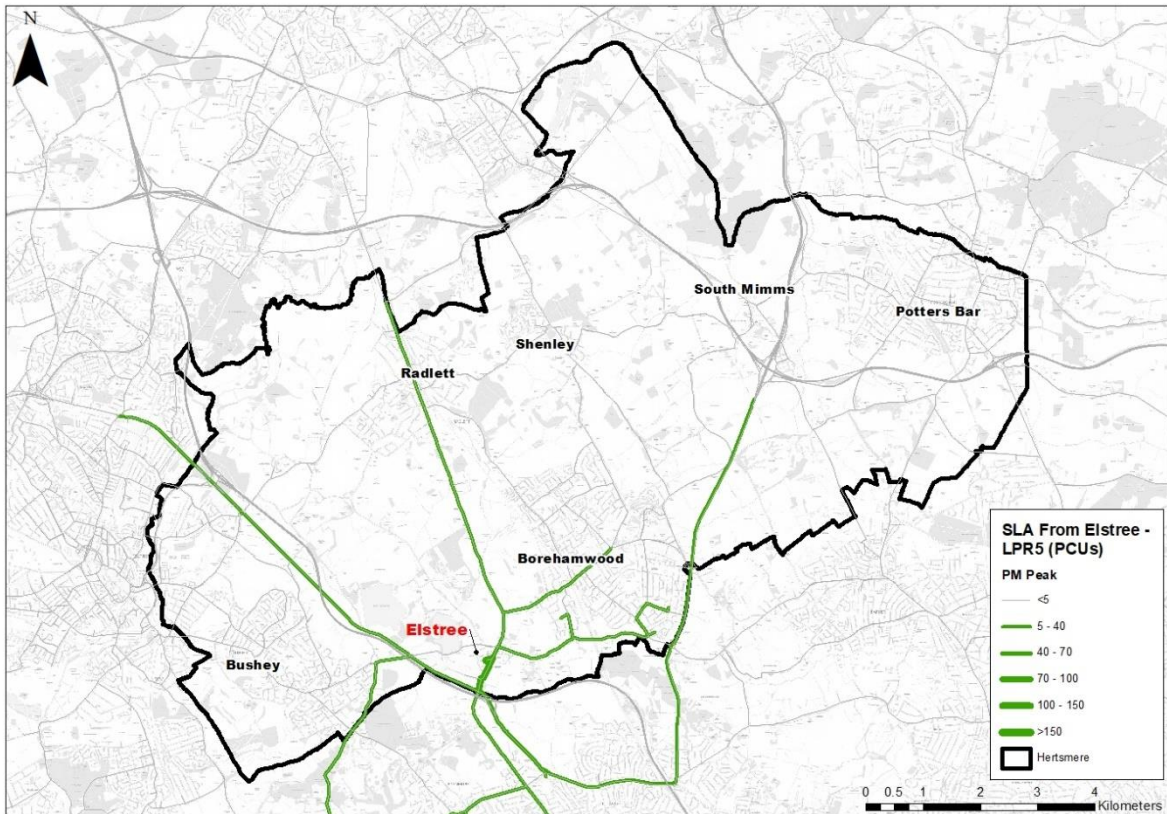 N
South Mimms
Potters Bar
Shenley
Radlett
Borehamwood
Elstree
Bushey
SLA From Elstree -
LPR5 (PCUs)
PM Peak
<5
5 - 40
40 - 70
70 - 100
100 - 150
>150
Hertsmere
0 0.5 1 2 3 4
Kilometers